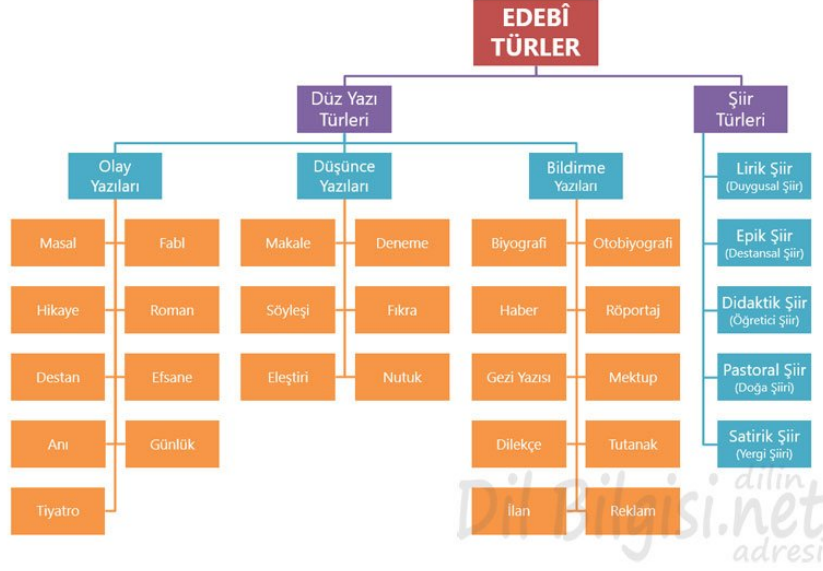 EDEBÎ
TÜRLER
Düz Yazı
Türleri
Şiir
Türleri
Olay
Yazıları
Düşünce
Yazıları
Bildirme
Yazıları
Lirik Şiir
(Duygusal Şiir)
Masal
Fabl
Makale
Deneme
Biyografi
Otobiyografi
Epik Şiir
(Destansal Şiir)
Hikaye
Roman
Söyleşi
Fıkra
Haber
Röportaj
Didaktik Şiir
(Öğretici Şiir)
Destan
Efsane
Eleştiri
Nutuk
Gezi Yazısı
Mektup
Pastoral Şiir
(Doğa Şiiri)
Anı
Günlük
Dilekçe
Tutanak
Satirik Şiir
(Yergi Şiiri)
Tiyatro
İlan
Reklam
dilin
Dil Bilgisi.net
adresi